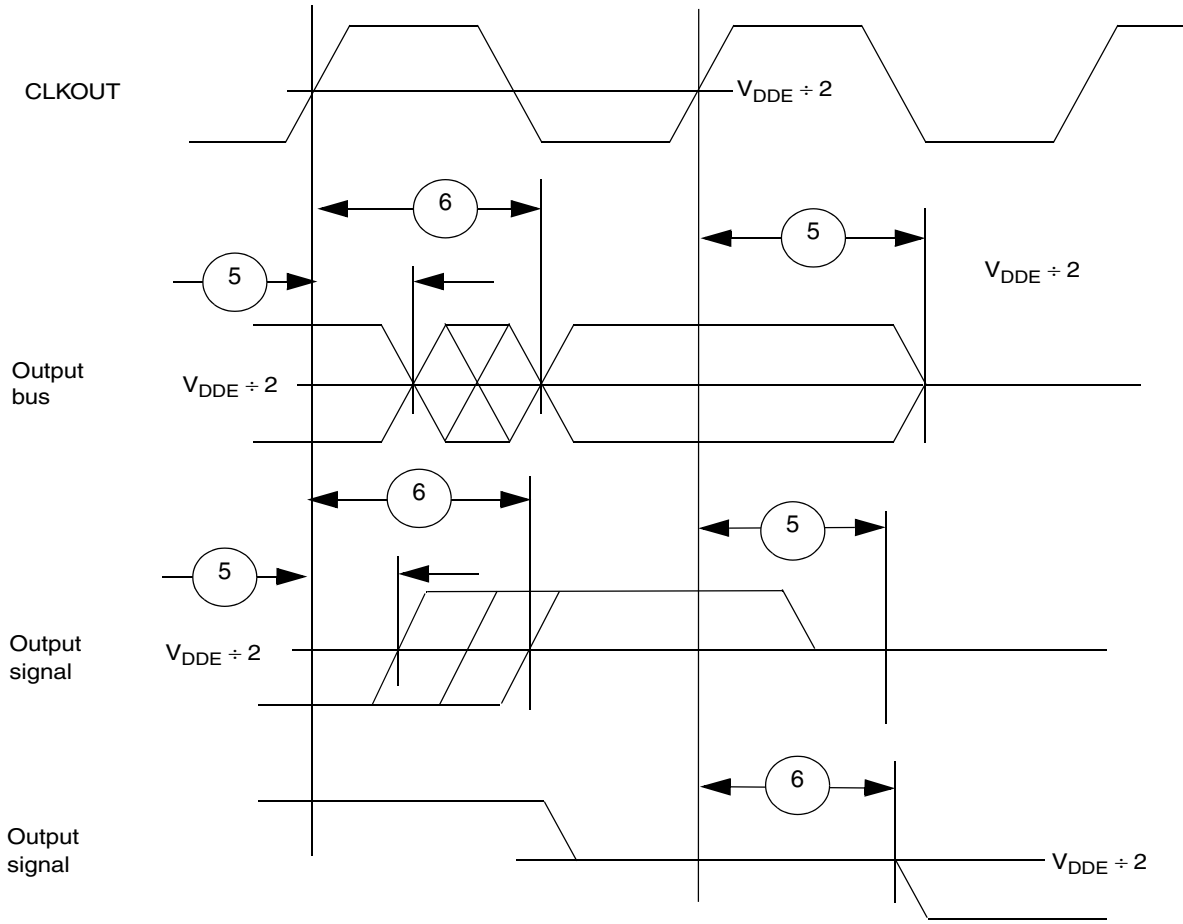 CLKOUT
V_DDE ÷ 2
6
5
5
V_DDE ÷ 2
Output
bus
V_DDE ÷ 2
6
5
5
Output
signal
V_DDE ÷ 2
6
Output
signal
V_DDE ÷ 2